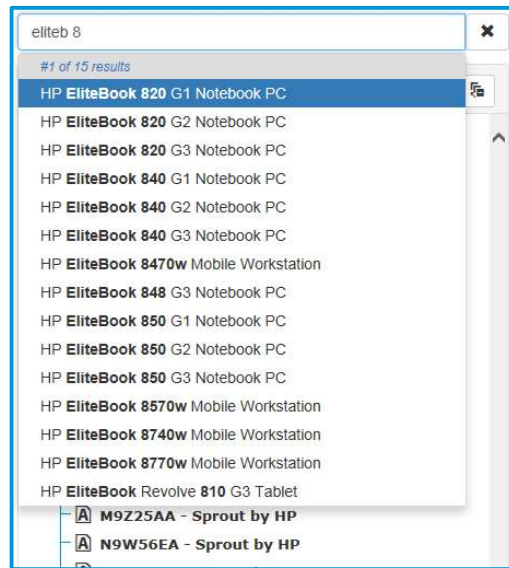 eliteb 8
#1 of 15 results
HP EliteBook 820 G1 Notebook PC
HP EliteBook 820 G2 Notebook PC
HP EliteBook 820 G3 Notebook PC
HP EliteBook 840 G1 Notebook PC
HP EliteBook 840 G2 Notebook PC
HP EliteBook 840 G3 Notebook PC
HP EliteBook 8470w Mobile Workstation
HP EliteBook 848 G3 Notebook PC
HP EliteBook 850 G1 Notebook PC
HP EliteBook 850 G2 Notebook PC
HP EliteBook 850 G3 Notebook PC
HP EliteBook 8570w Mobile Workstation
HP EliteBook 8740w Mobile Workstation
HP EliteBook 8770w Mobile Workstation
HP EliteBook Revolve 810 G3 Tablet
A M9Z25AA - Sprout by HP
A N9W56EA - Sprout by HP